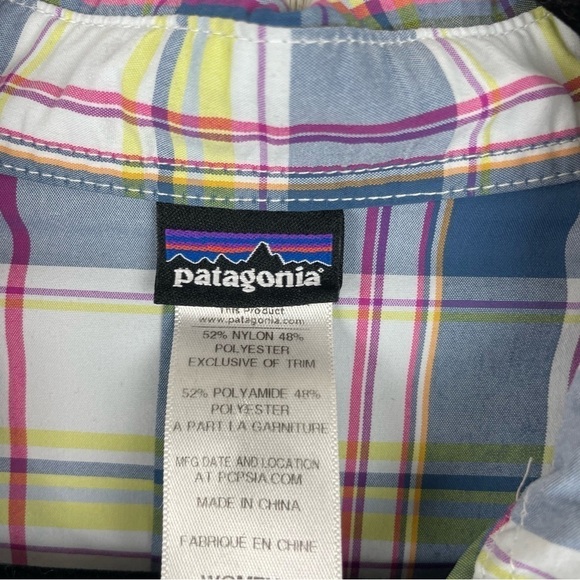 patagonia®
This Product
www.patagonia.com
52% NYLON 48%
POLYESTER
EXCLUSIVE OF TRIM
52% POLYAMIDE 48%
POLYESTER
A PART LA GARNITURE
MFG DATE AND LOCATION
AT PCPSIA.COM
MADE IN CHINA
FABRIQUE EN CHINE